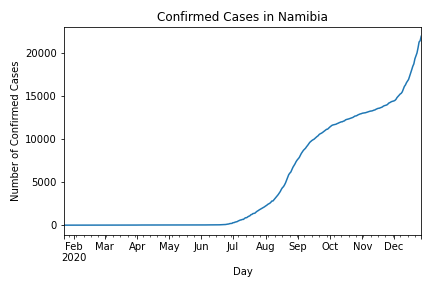 Confirmed Cases in Namibia
Number of Confirmed Cases
20000
15000
10000
5000
0
Feb Mar Apr May Jun Jul Aug Sep Oct Nov Dec
2020
Day